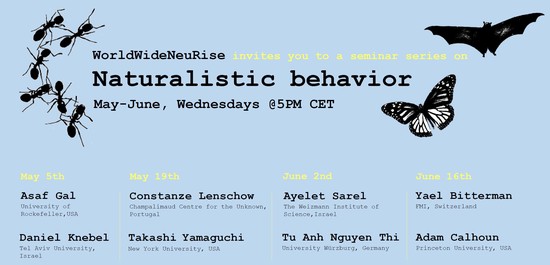 WorldWideNeuRise invites you to a seminar series on
Naturalistic behavior
May-June, Wednesdays @5PM CET
May 5th
Asaf Gal
University of
Rockefeller,USA
Daniel Knebel
Tel Aviv University,
Israel
May 19th
Constanze Lenschow
Champalimaud Centre for the Unknown,
Portugal
Takashi Yamaguchi
New York University, USA
June 2nd
Ayelet Sarel
The Weizmann Institute of
Science,Israel
Tu Anh Nguyen Thi
University Würzburg, Germany
June 16th
Yael Bitterman
FMI, Switzerland
Adam Calhoun
Princeton University, USA